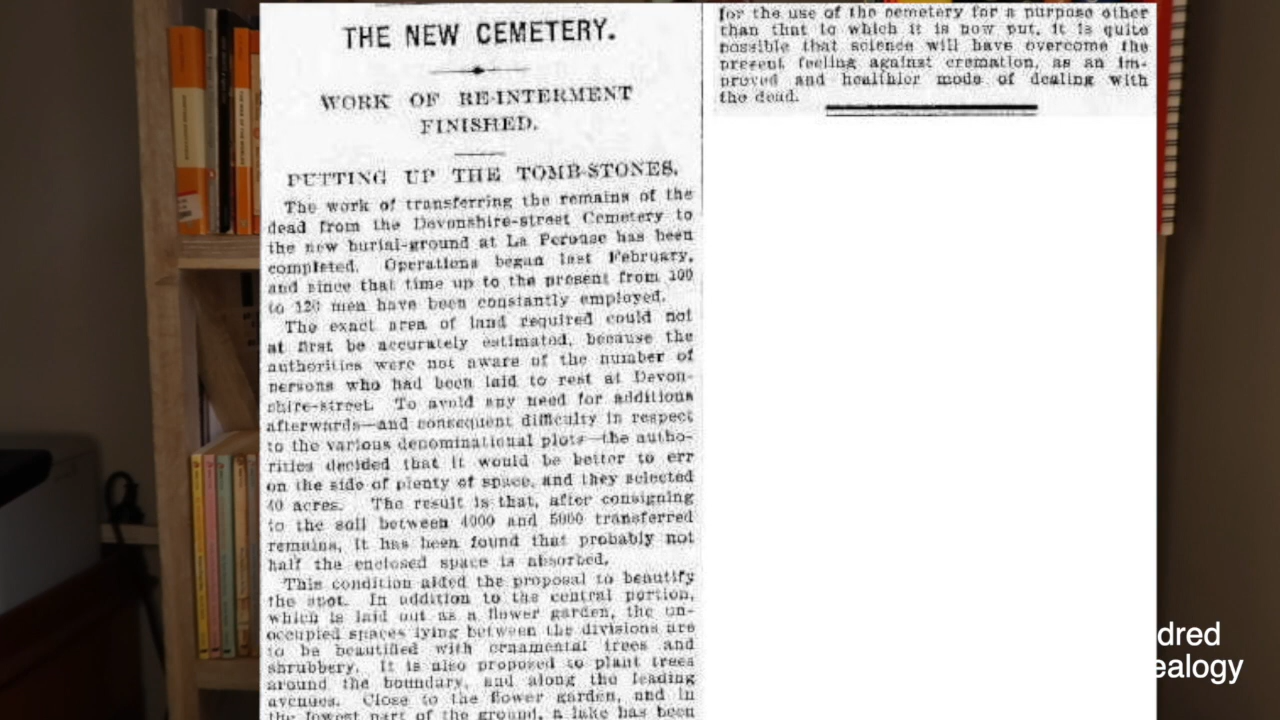 THE NEW CEMETERY.
WORK OF RE-INTERMENT
FINISHED.
PUTTING UP THE TOMB-STONES.
The work of transferring the remains of the
dead from the Devonshire-street Cemetery to
the new burial-ground at La Perouse has been
completed. Operations began last February,
and since that time up to the present from 100
to 120 men have been constantly employed.
The exact area of land required could not
at first be accurately estimated, because the
authorities were not aware of the number of
persons who had been laid to rest at Devon-
shire-street. To avoid any need for additions
afterwards—and consequent difficulty in respect
to the various denominational plots—the autho-
rities decided that it would be better to err
on the side of plenty of space, and they selected
40 acres. The result is that, after consigning
to the soil between 4000 and 5000 transferred
remains, it has been found that probably not
half the enclosed space is absorbed.
This condition aided the proposal to beautify
the spot. In addition to the central portion,
which is laid out as a flower garden, the un-
occupied spaces lying between the divisions are
to be beautified with ornamental trees and
shrubbery. It is also proposed to plant trees
around the boundary, and along the leading
avenues. Close to the flower garden, and in
the lowest part of the ground, a lake has been
for the use of the cemetery for a purpose other
than that to which it is now put, it is quite
possible that science will have overcome the
present feeling against cremation, as an im-
proved and healthier mode of dealing with
the dead.
dred
ealogy